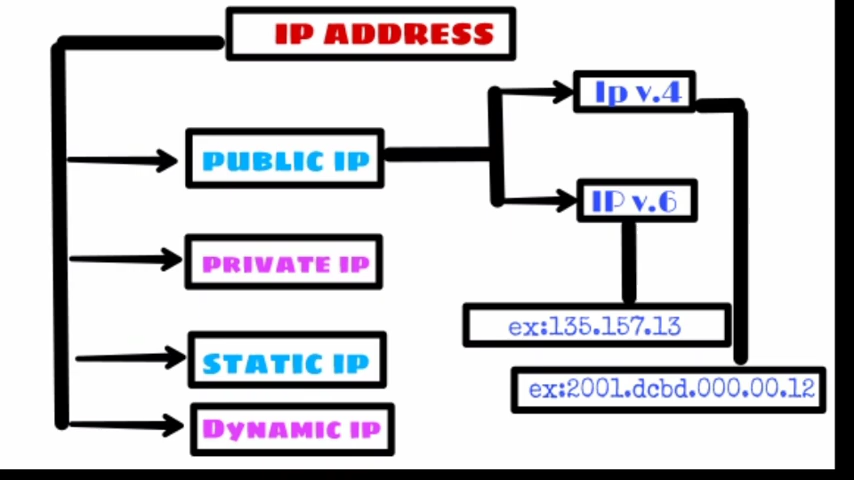 IP ADDRESS
Ip v.4
PUBLIC IP
IP v.6
PRIVATE IP
ex:135.157.13
STATIC IP
ex:2001.dcbd.000.00.12
DyNAMIC IP